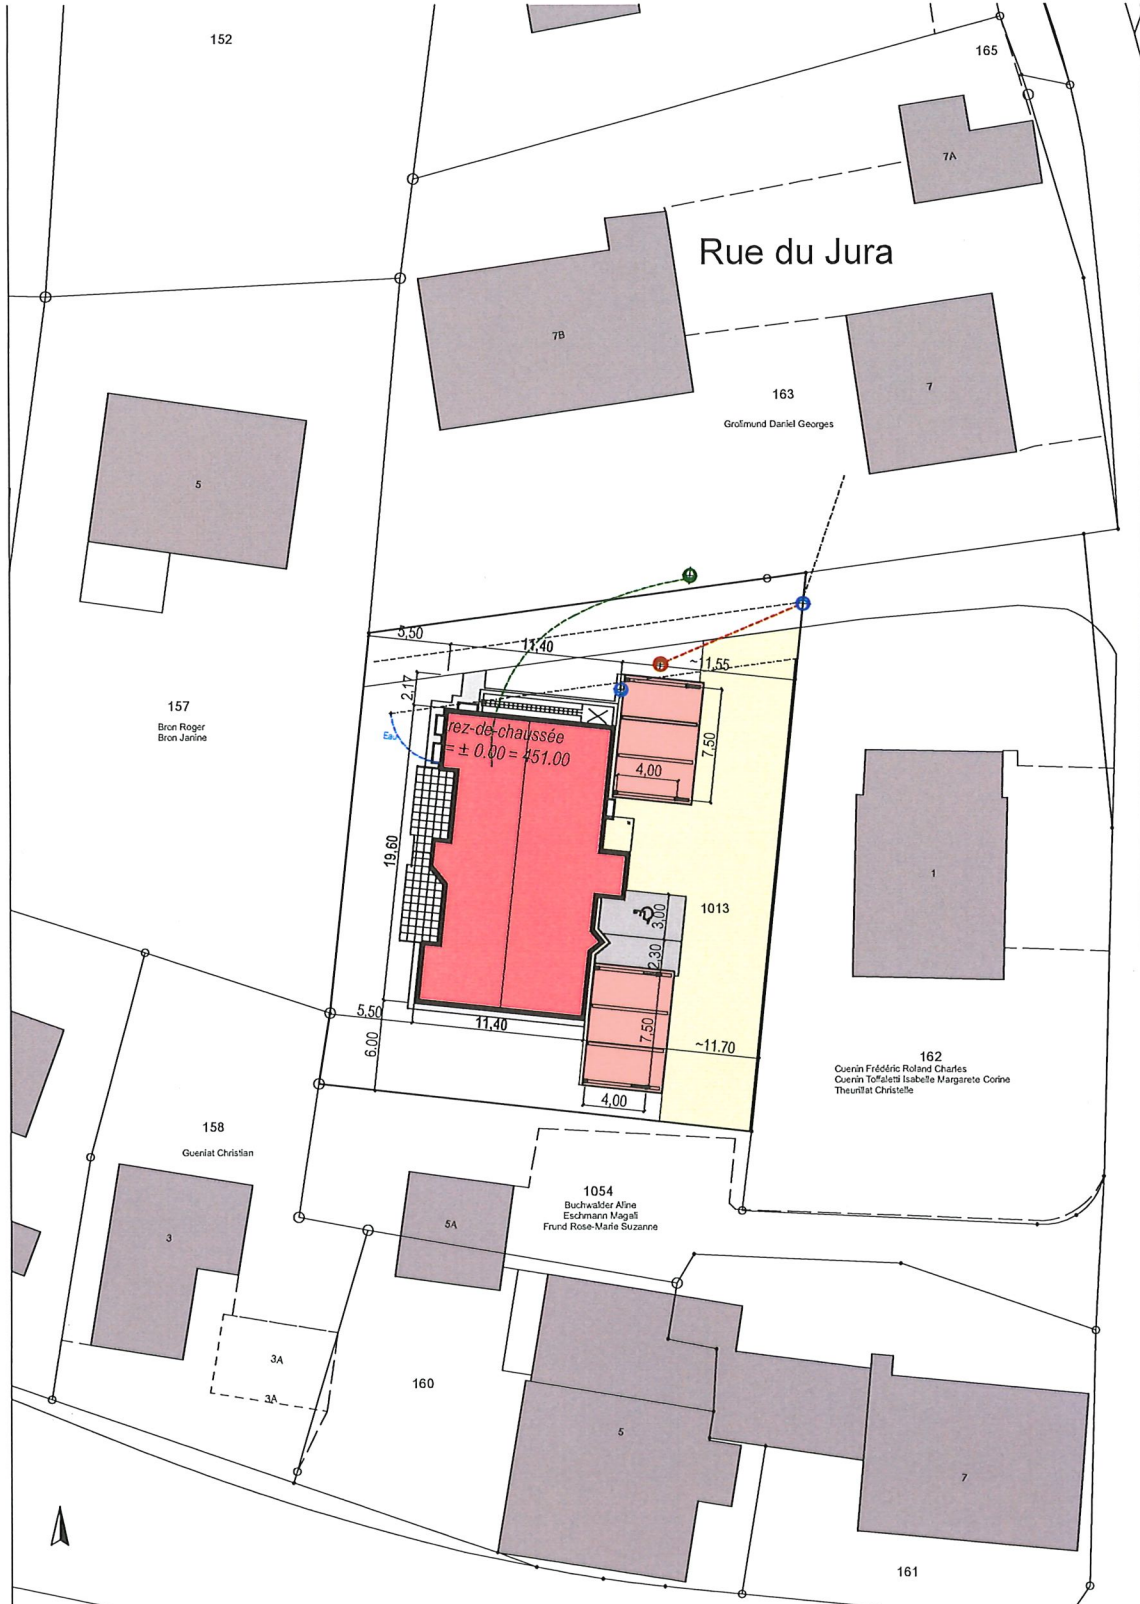 152
165
7A
Rue du Jura
7B
7
163
Grolimund Daniel Georges
5
5,50
11,40
~11,55
2,17
157
Bron Roger
Bron Janine
Eau
rez-de-chaussée
= ± 0.00 = 451.00
7,50
4,00
19,60
1
1013
3,00
2,30
5,50
11,40
7,50
~11.70
6.00
162
Cuenin Frédéric Roland Charles
Cuenin Toffaletti Isabelle Margarete Corine
Theurillat Christelle
4,00
158
Gueniat Christian
1054
Buchwalder Aline
Eschmann Magali
Frund Rose-Marie Suzanne
5A
3
3A
3A
160
5
7
161